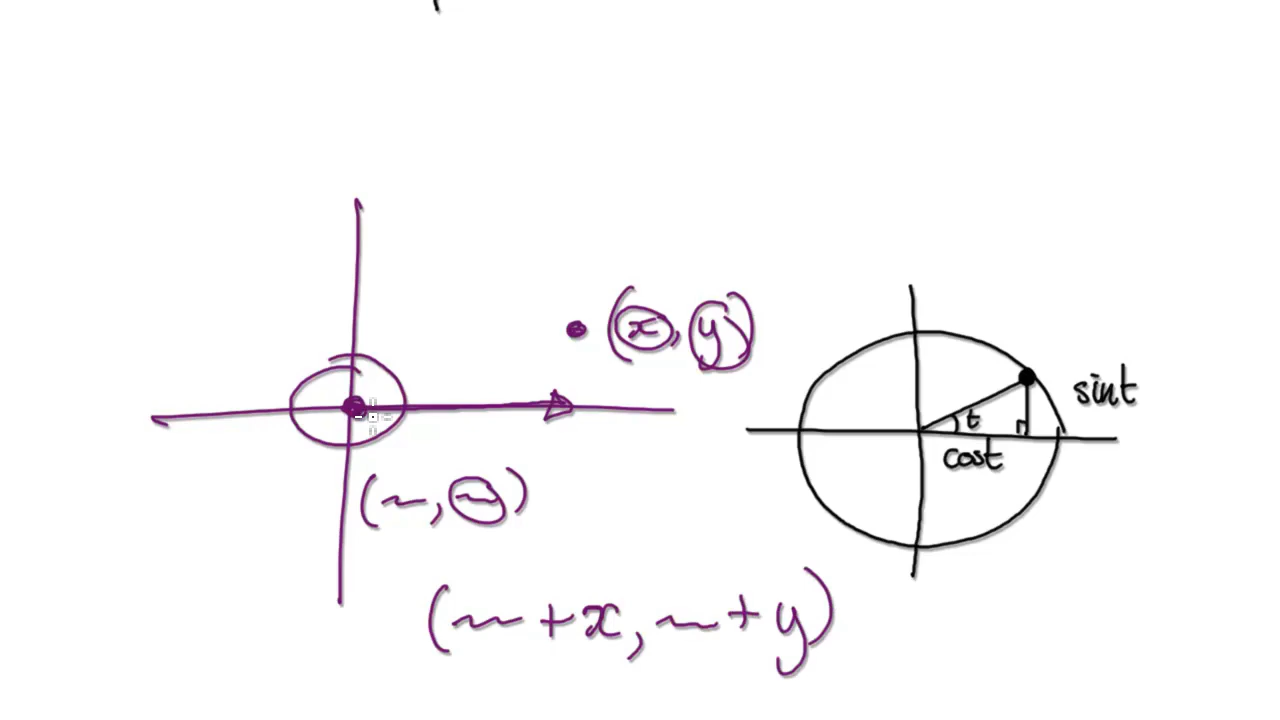 (x, y)
sint
t
cost
(~, ~)
(~ + x, ~ + y)